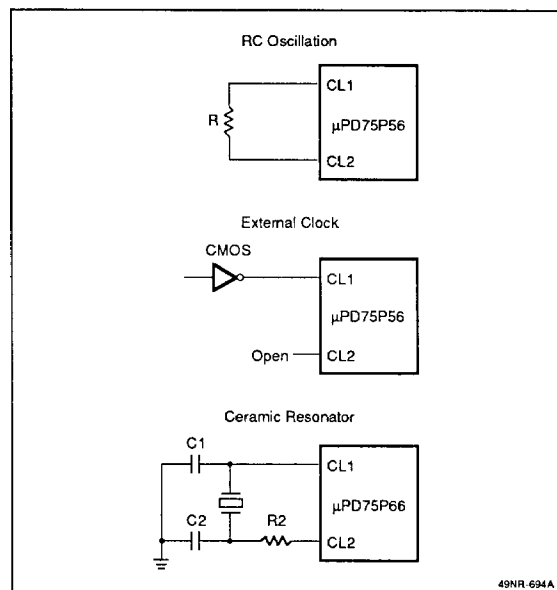 RC Oscillation
CL1
R
μPD75P56
CL2
External Clock
CMOS
CL1
μPD75P56
Open
CL2
Ceramic Resonator
C1
CL1
μPD75P66
C2
R2
CL2
49NR-694A